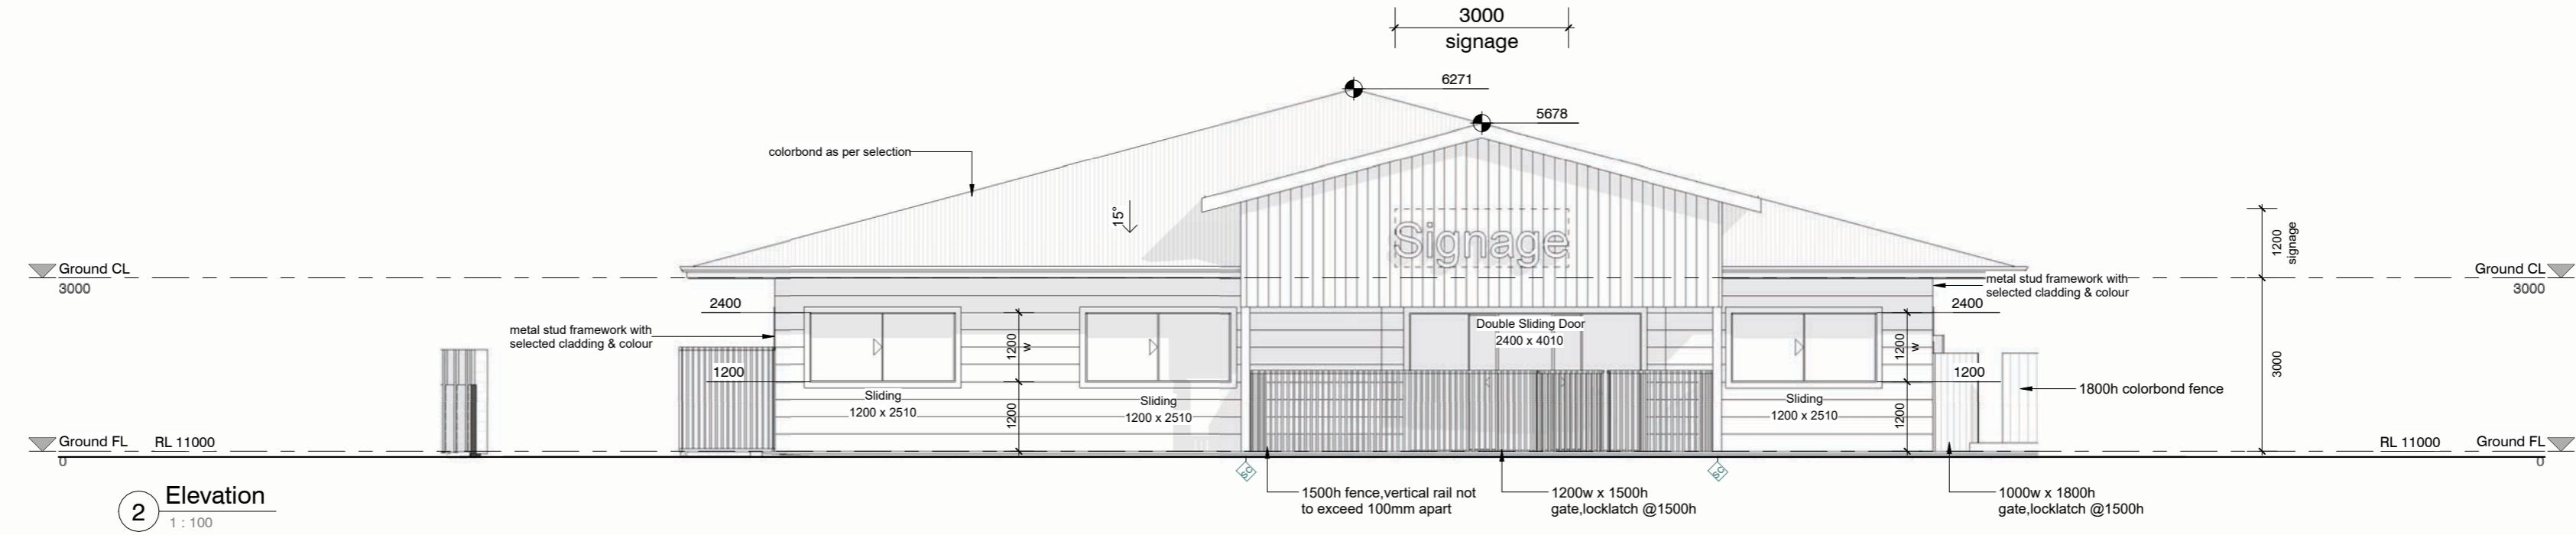 3000
signage
6271
5678
colorbond as per selection
15°
Signage
1200
signage
Ground CL
3000
Ground CL
3000
metal stud framework with
selected cladding & colour
2400
2400
metal stud framework with
selected cladding & colour
Double Sliding Door
2400 x 4010
1200
w
1200
w
1200
1200
3000
1800h colorbond fence
Sliding
1200 x 2510
Sliding
1200 x 2510
Sliding
1200 x 2510
1200
1200
Ground FL
RL 11000
0
RL 11000
Ground FL
0
SC
SC
1500h fence,vertical rail not
to exceed 100mm apart
1200w x 1500h
gate,locklatch @1500h
1000w x 1800h
gate,locklatch @1500h
2
Elevation
1 : 100